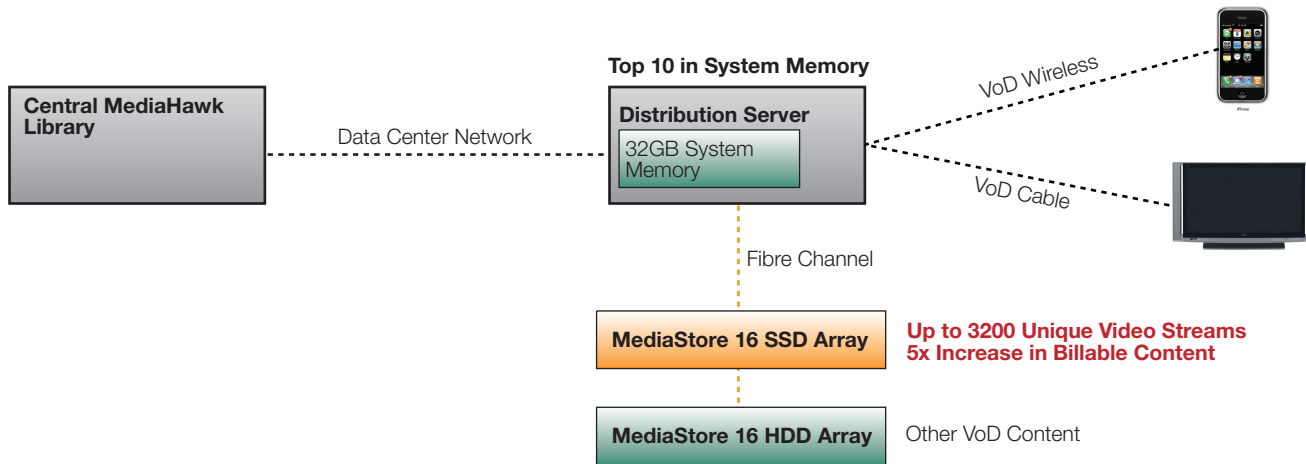 Top 10 in System Memory
Central MediaHawk
Library
Data Center Network
Distribution Server
32GB System
Memory
VoD Wireless
iPhone
VoD Cable
Fibre Channel
MediaStore 16 SSD Array
Up to 3200 Unique Video Streams
5x Increase in Billable Content
MediaStore 16 HDD Array
Other VoD Content